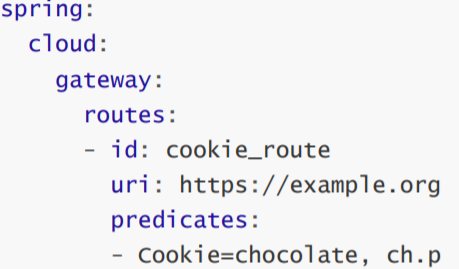 spring:
  cloud:
    gateway:
      routes:
      - id: cookie_route
        uri: https://example.org
        predicates:
        - Cookie=chocolate, ch.p